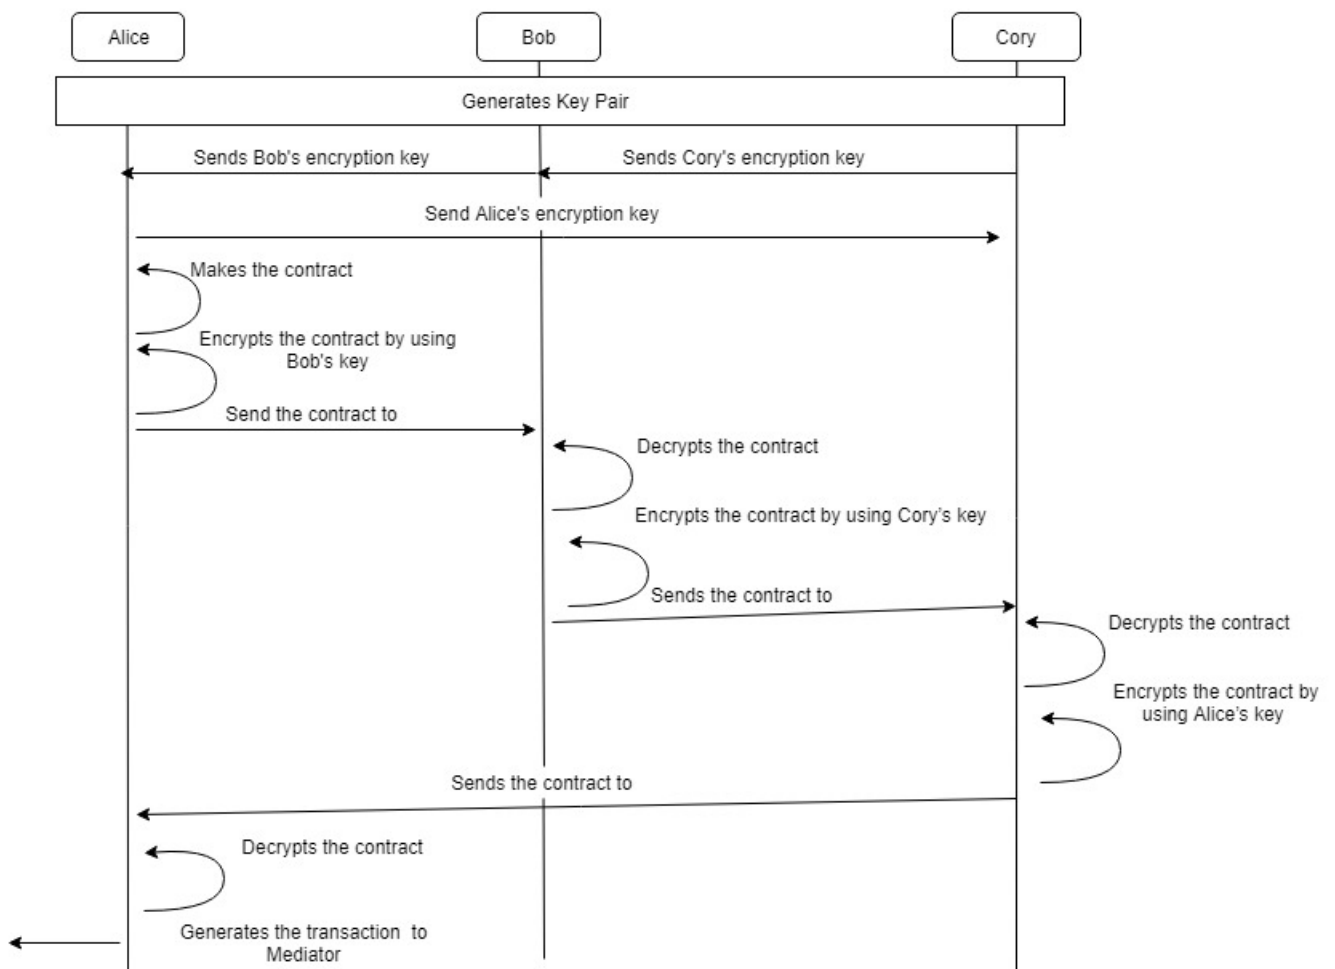 Alice
Bob
Cory
Generates Key Pair
Sends Bob's encryption key
Sends Cory's encryption key
Send Alice's encryption key
Makes the contract
Encrypts the contract by using
Bob's key
Send the contract to
Decrypts the contract
Encrypts the contract by using Cory's key
Sends the contract to
Decrypts the contract
Encrypts the contract by
using Alice's key
Sends the contract to
Decrypts the contract
Generates the transaction to
Mediator